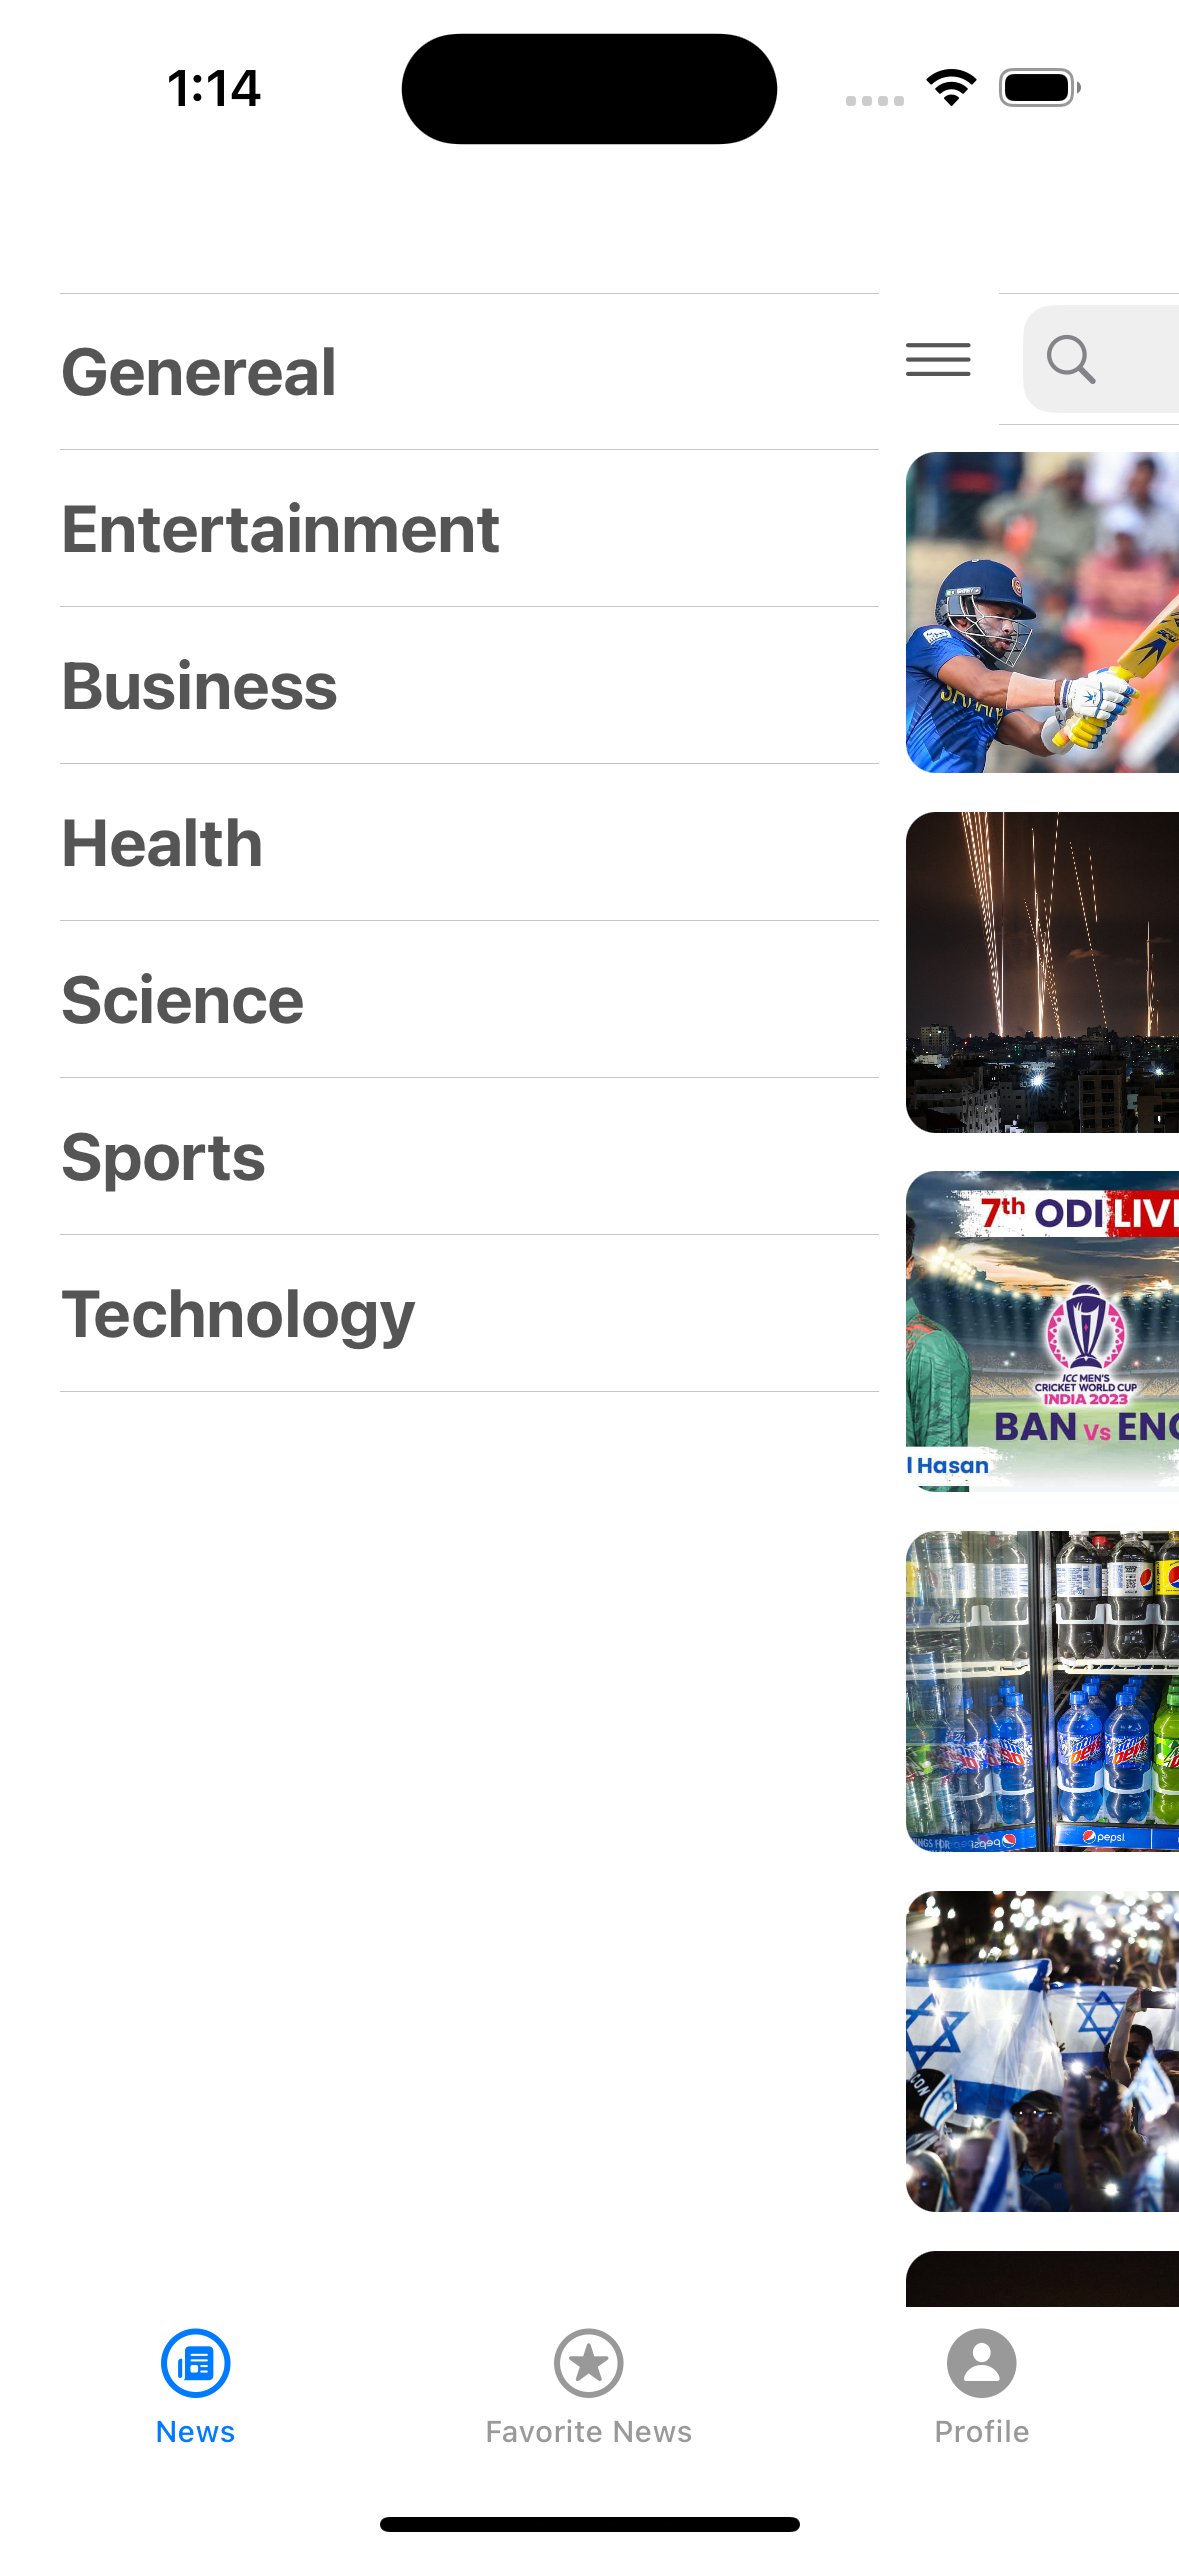 1:14
Genereal
Entertainment
Business
Health
Science
Sports
Technology
7th ODI LIV
ICC MEN'S
CRICKET WORLD CUP
INDIA 2023
BAN Vs EN
l Hasan
pepsi
News
Favorite News
Profile